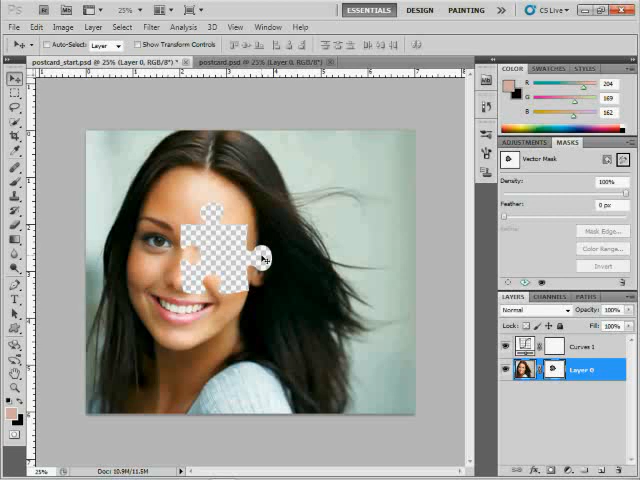 Ps Br Mb 25% ESSENTIALS DESIGN PAINTING CS Live
File Edit Image Layer Select Filter Analysis 3D View Window Help
Auto-Select: Layer Show Transform Controls
postcard_start.psd @ 25% (Layer 0, RGB/8*) * postcard.psd @ 25% (Layer 0, RGB/8*)
COLOR SWATCHES STYLES
R 204
G 169
B 162
ADJUSTMENTS MASKS
Vector Mask
Density: 100%
Feather: 0 px
Refine:
Mask Edge...
Color Range...
Invert
LAYERS CHANNELS PATHS
Normal Opacity: 100%
Lock: Fill: 100%
Curves 1
Layer 0
25% Doc: 10.9M/11.5M